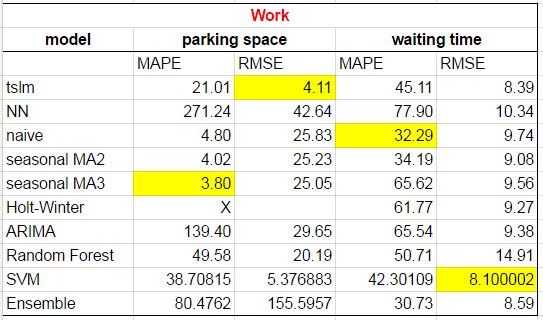 Work
model parking space waiting time
MAPE RMSE MAPE RMSE
tslm 21.01 4.11 45.11 8.39
NN 271.24 42.64 77.90 10.34
naive 4.80 25.83 32.29 9.74
seasonal MA2 4.02 25.23 34.19 9.08
seasonal MA3 3.80 25.05 65.62 9.56
Holt-Winter X 61.77 9.27
ARIMA 139.40 29.65 65.54 9.38
Random Forest 49.58 20.19 50.71 14.91
SVM 38.70815 5.376883 42.30109 8.100002
Ensemble 80.4762 155.5957 30.73 8.59